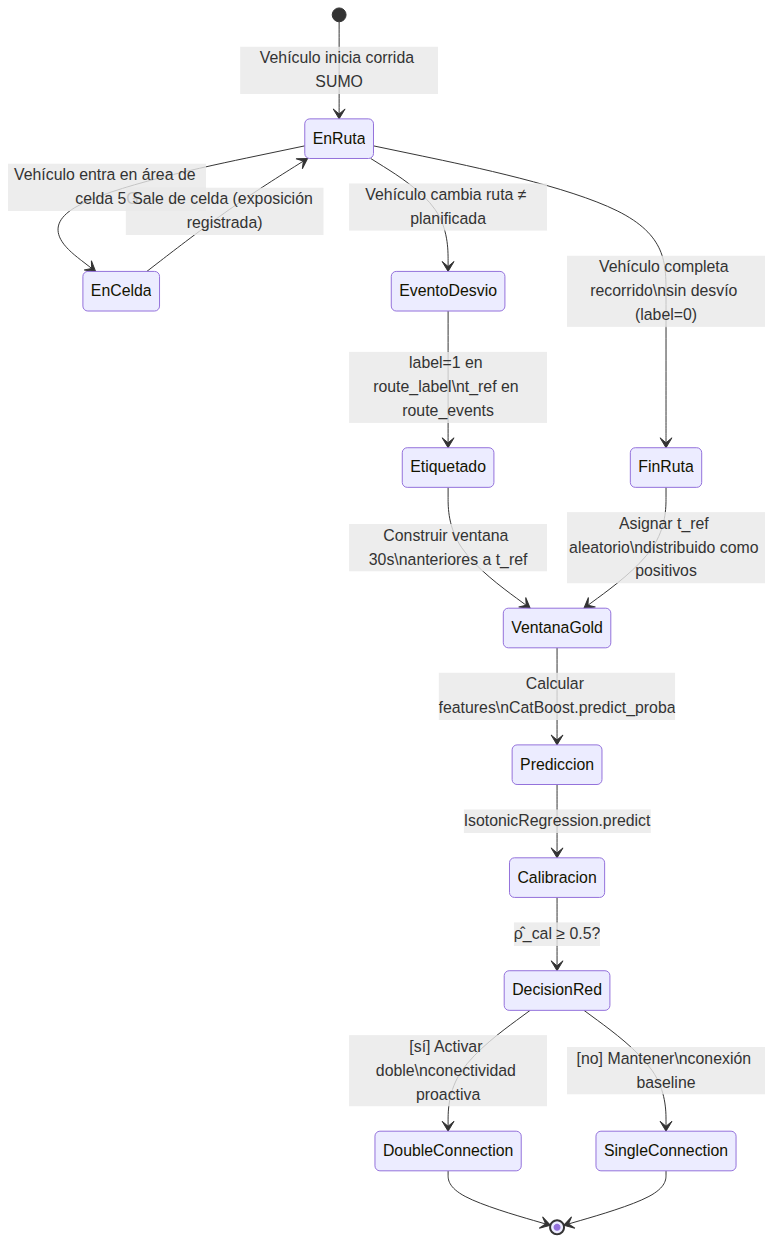 Vehículo inicia corrida
SUMO
EnRuta
Vehículo entra en área de
celda 5
Sale de celda (exposición
registrada)
Vehículo cambia ruta ≠
planificada
Vehículo completa
recorrido\nsin desvío
(label=0)
EnCelda
EventoDesvio
label=1 en
route_label\nt_ref en
route_events
Etiquetado
FinRuta
Construir ventana
30s\nanteriores a t_ref
Asignar t_ref
aleatorio\ndistribuido como
positivos
VentanaGold
Calcular
features\nCatBoost.predict_proba
Prediccion
IsotonicRegression.predict
Calibracion
ρ̂_cal ≥ 0.5?
DecisionRed
[sí] Activar
doble\nconectividad
proactiva
[no] Mantener\nconexión
baseline
DoubleConnection
SingleConnection